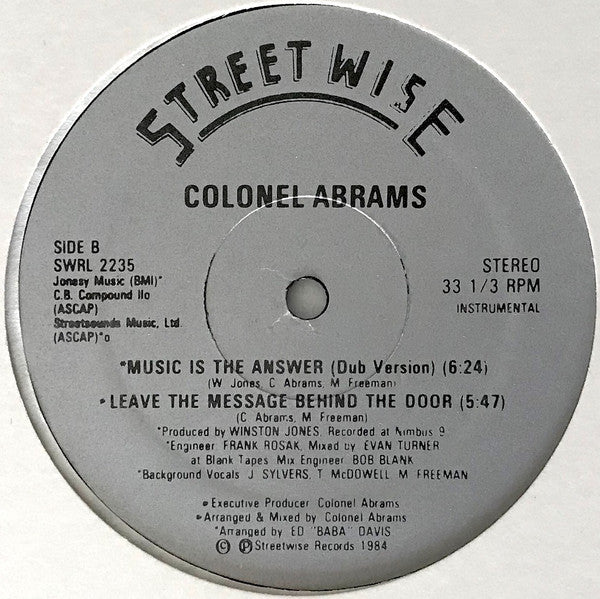 STREETWISE
COLONEL ABRAMS
SIDE B
SWRL 2235
Jonesy Music (BMI)*
C.B. Compound IIo
(ASCAP)
Streetsounds Music, Ltd.
(ASCAP)*o
STEREO
33 1/3 RPM
INSTRUMENTAL
*MUSIC IS THE ANSWER (Dub Version) (6:24)
(W. Jones, C Abrams, M. Freeman)
•LEAVE THE MESSAGE BEHIND THE DOOR (5:47)
(C. Abrams, M Freeman)
*Produced by WINSTON JONES, Recorded at Nimbus 9
*Engineer FRANK ROSAK, Mixed by EVAN TURNER
at Blank Tapes Mix Engineer BOB BLANK
*Background Vocals J SYLVERS, T McDOWELL, M FREEMAN
•Executive Producer Colonel Abrams
•Arranged & Mixed by Colonel Abrams
*Arranged by ED "BABA" DAVIS
© ℗ Streetwise Records 1984